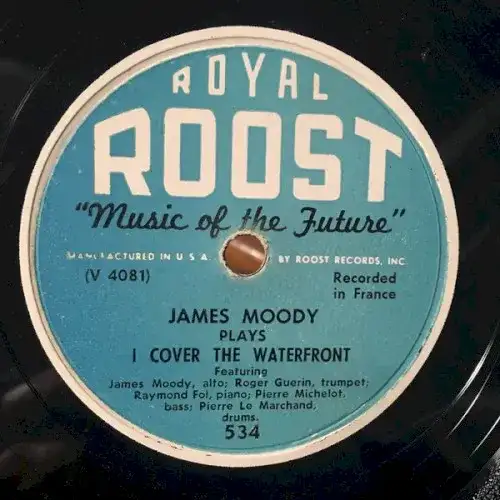 ROYAL
ROOST
"Music of the Future"
MANUFACTURED IN U S A. BY ROOST RECORDS, INC.
(V 4081) Recorded
in France
JAMES MOODY
PLAYS
I COVER THE WATERFRONT
Featuring
James Moody, alto; Roger Guerin, trumpet;
Raymond Fol, piano; Pierre Michelot,
bass; Pierre Le Marchand,
drums.
534